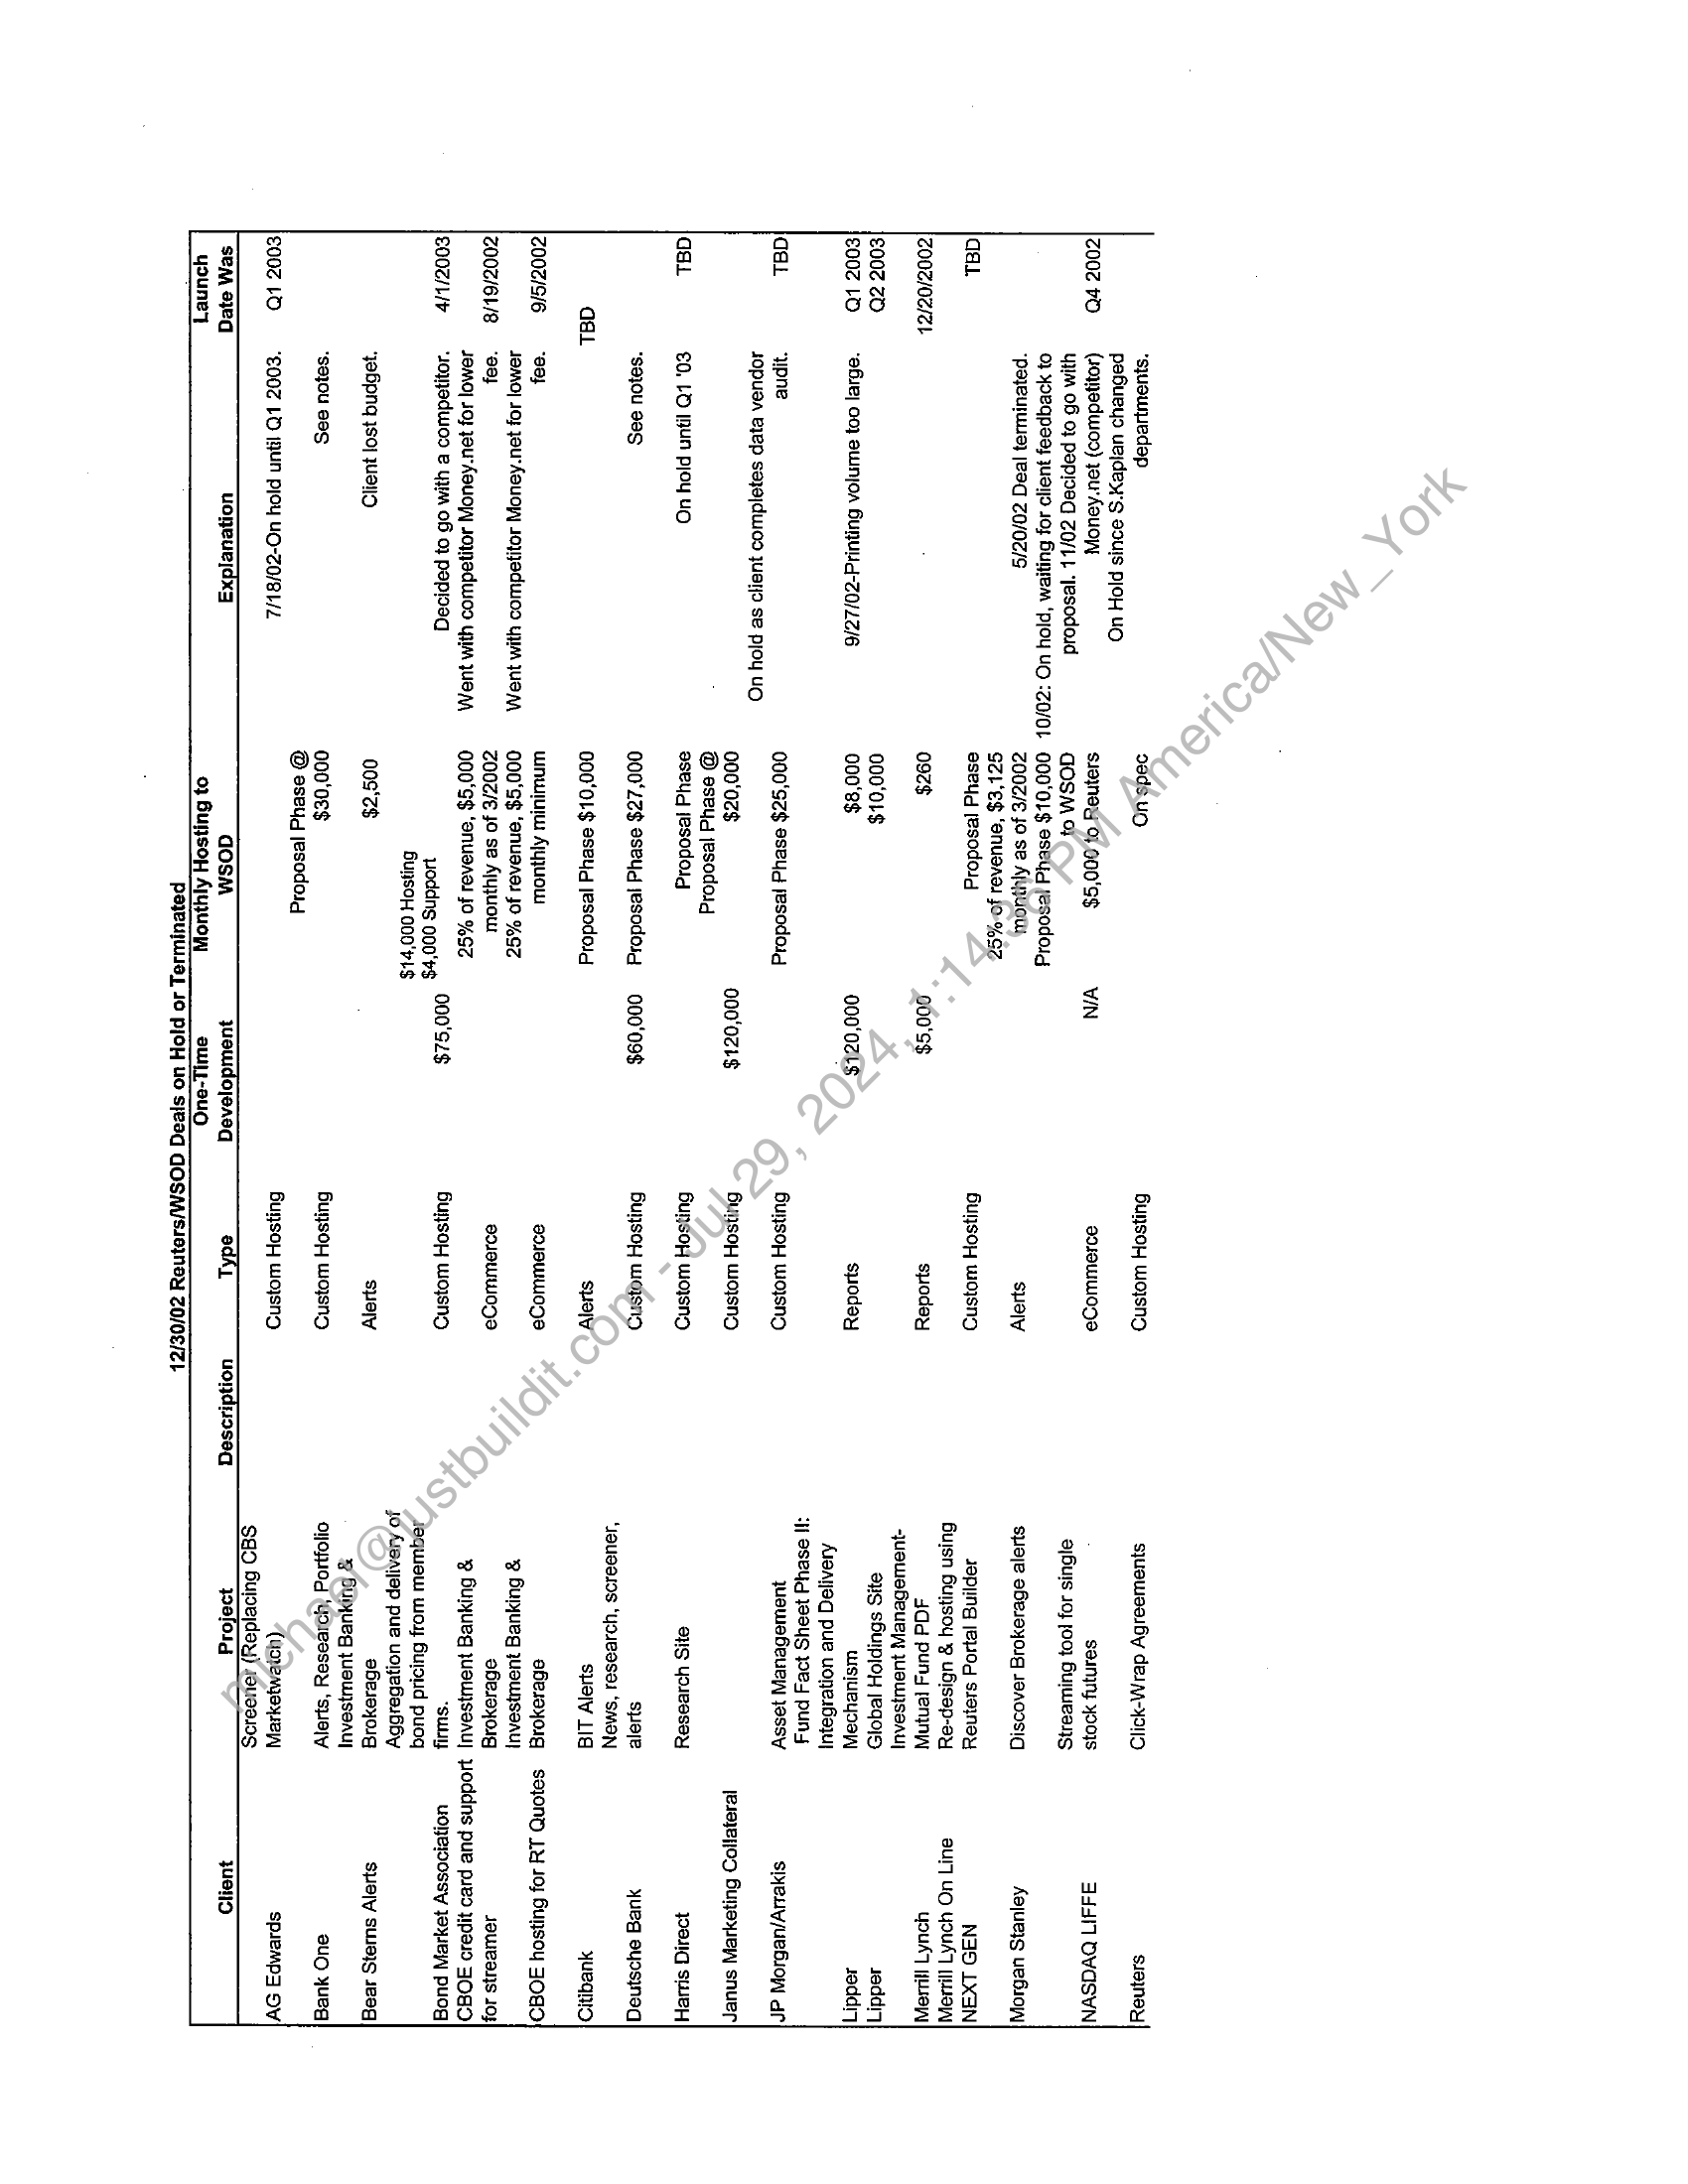 12/30/02 Reuters/WSOD Deals on Hold or Terminated
One-Time Monthly Hosting to Launch
Client Project Description Type Development WSOD Explanation Date Was
Screener (Replacing CBS
AG Edwards Marketwatch) Custom Hosting 7/18/02-On hold until Q1 2003. Q1 2003
Proposal Phase @
Bank One Alerts, Research, Portfolio Custom Hosting $30,000 See notes.
Investment Banking &
Bear Sterns Alerts Brokerage Alerts $2,500 Client lost budget.
Aggregation and delivery of
bond pricing from member $14,000 Hosting
$4,000 Support
Bond Market Association firms. Custom Hosting $75,000 Decided to go with a competitor. 4/1/2003
CBOE credit card and support Investment Banking & 25% of revenue, $5,000 Went with competitor Money.net for lower
for streamer Brokerage eCommerce monthly as of 3/2002 fee. 8/19/2002
Investment Banking & 25% of revenue, $5,000 Went with competitor Money.net for lower
CBOE hosting for RT Quotes Brokerage eCommerce monthly minimum fee. 9/5/2002
Citibank BIT Alerts Alerts Proposal Phase $10,000 TBD
News, research, screener,
Deutsche Bank alerts Custom Hosting $60,000 Proposal Phase $27,000 See notes.
Harris Direct Research Site Custom Hosting Proposal Phase On hold until Q1 '03 TBD
Proposal Phase @
Janus Marketing Collateral Custom Hosting $120,000 $20,000
On hold as client completes data vendor
JP Morgan/Arrakis Asset Management Custom Hosting Proposal Phase $25,000 audit. TBD
Fund Fact Sheet Phase II:
Integration and Delivery
Lipper Mechanism Reports $120,000 $8,000 9/27/02-Printing volume too large. Q1 2003
Lipper Global Holdings Site $10,000 Q2 2003
Investment Management-
Merrill Lynch Mutual Fund PDF Reports $5,000 $260 12/20/2002
Merrill Lynch On Line Re-design & hosting using
NEXT GEN Reuters Portal Builder Custom Hosting Proposal Phase TBD
25% of revenue, $3,125
Morgan Stanley Discover Brokerage alerts Alerts monthly as of 3/2002 5/20/02 Deal terminated.
Proposal Phase $10,000 10/02: On hold, waiting for client feedback to
Streaming tool for single to WSOD proposal. 11/02 Decided to go with
NASDAQ LIFFE stock futures eCommerce N/A $5,000 to Reuters Money.net (competitor) Q4 2002
On Hold since S.Kaplan changed
Reuters Click-Wrap Agreements Custom Hosting On spec departments.
michael@justbuildit.com - Jul 29, 2024, 1:14:36 PM America/New_York